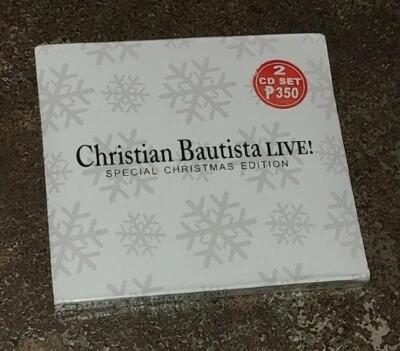 2
CD SET
₱350
Christian Bautista LIVE!
SPECIAL CHRISTMAS EDITION